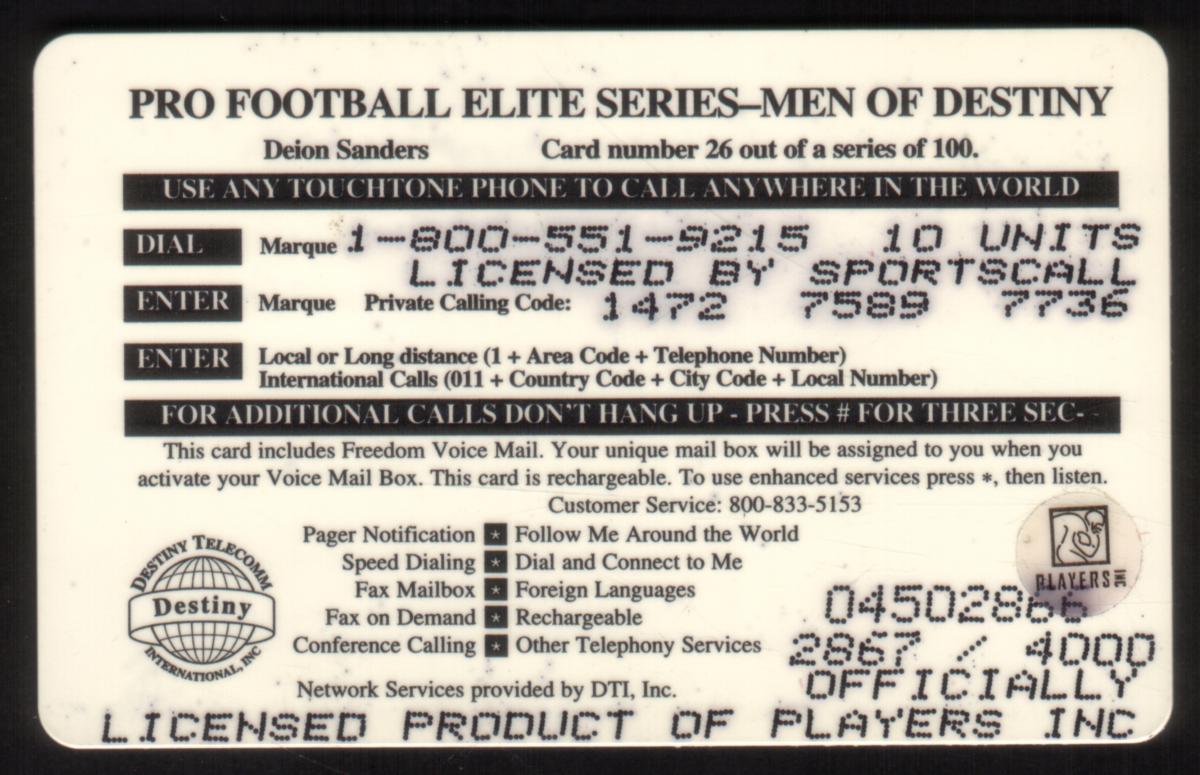 PRO FOOTBALL ELITE SERIES–MEN OF DESTINY
Deion Sanders Card number 26 out of a series of 100.
USE ANY TOUCHTONE PHONE TO CALL ANYWHERE IN THE WORLD
DIAL Marque 1-800-551-9215 10 UNITS
LICENSED BY SPORTSCALL
ENTER Marque Private Calling Code: 1472 7589 7736
ENTER Local or Long distance (1 + Area Code + Telephone Number)
International Calls (011 + Country Code + City Code + Local Number)
FOR ADDITIONAL CALLS DON'T HANG UP - PRESS # FOR THREE SEC-
This card includes Freedom Voice Mail. Your unique mail box will be assigned to you when you
activate your Voice Mail Box. This card is rechargeable. To use enhanced services press *, then listen.
Customer Service: 800-833-5153
Pager Notification * Follow Me Around the World
Speed Dialing * Dial and Connect to Me
Fax Mailbox * Foreign Languages
Fax on Demand * Rechargeable
Conference Calling * Other Telephony Services
Network Services provided by DTI, Inc.
DESTINY TELECOMM
Destiny
INTERNATIONAL, INC
PLAYERS INC
04502866
2867 / 4000
OFFICIALLY
LICENSED PRODUCT OF PLAYERS INC